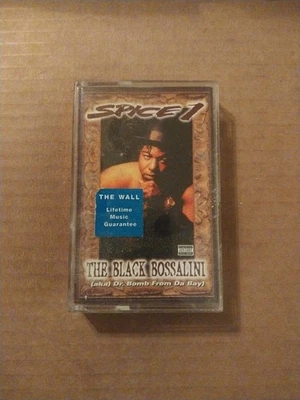 SPICE 1
THE WALL
Lifetime
Music
Guarantee
THE BLACK BOSSALINI
(aka) Dr. Bomb From Da Bay)